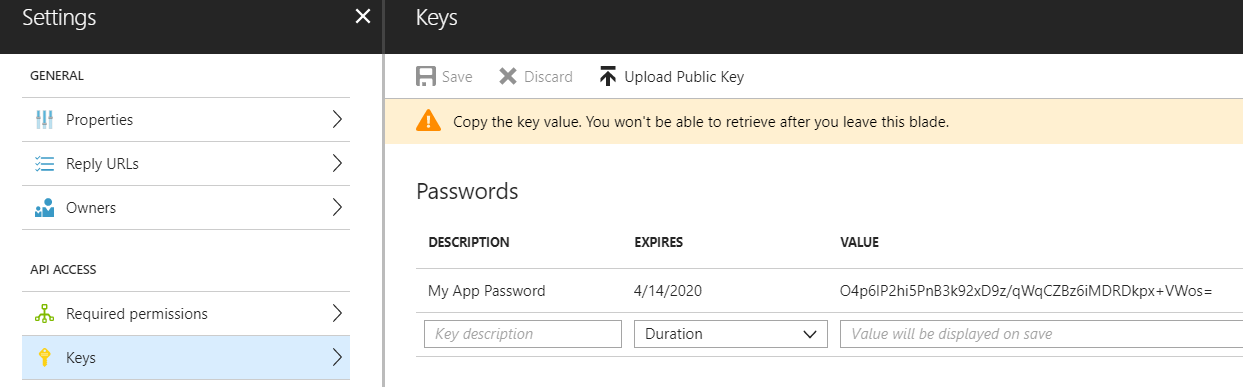 Settings
GENERAL
Properties
Reply URLs
Owners
API ACCESS
Required permissions
Keys
Keys
Save Discard Upload Public Key
Copy the key value. You won't be able to retrieve after you leave this blade.
Passwords
DESCRIPTION EXPIRES VALUE
My App Password 4/14/2020 O4p6lP2hi5PnB3k92xD9z/qWqCZBz6iMDRDkpx+VWos=
Key description Duration Value will be displayed on save